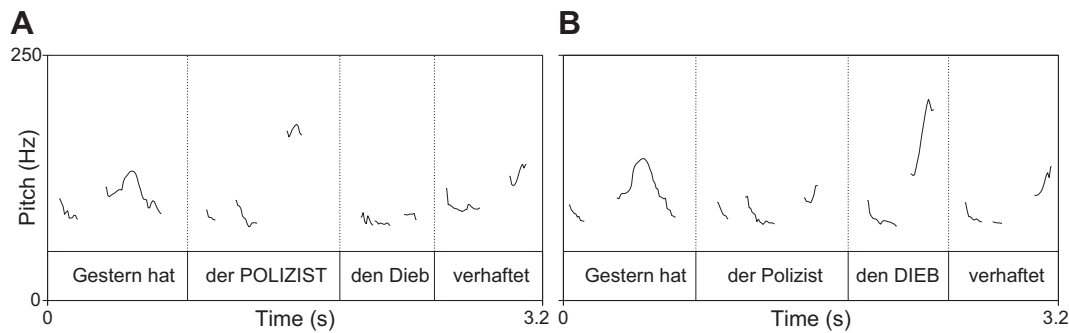 A
B
250
Pitch (Hz)
Gestern hat der POLIZIST den Dieb verhaftet
Gestern hat der Polizist den DIEB verhaftet
0
0 Time (s) 3.2
0 Time (s) 3.2